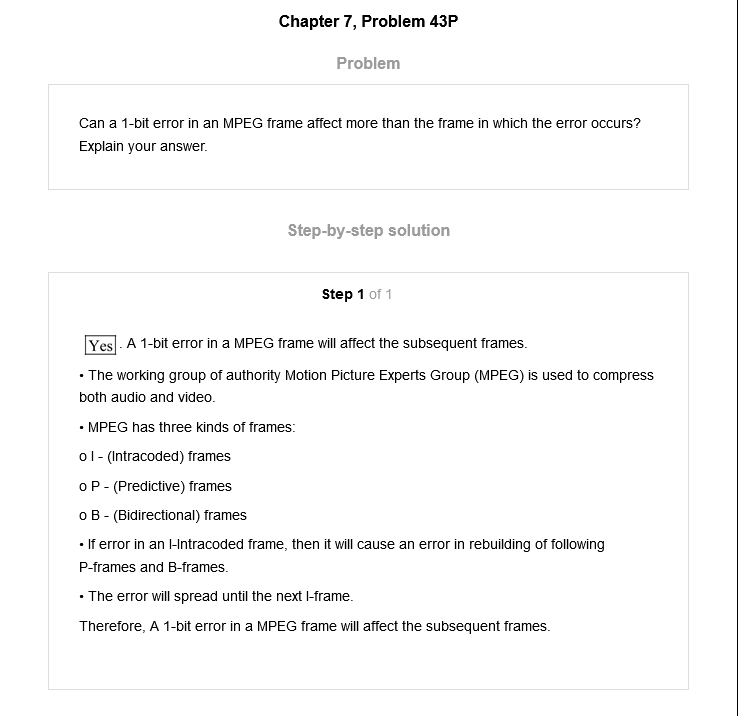 Chapter 7, Problem 43P
Problem
Can a 1-bit error in an MPEG frame affect more than the frame in which the error occurs?
Explain your answer.
Step-by-step solution
Step 1 of 1
Yes. A 1-bit error in a MPEG frame will affect the subsequent frames.
• The working group of authority Motion Picture Experts Group (MPEG) is used to compress
both audio and video.
• MPEG has three kinds of frames:
o I - (Intracoded) frames
o P - (Predictive) frames
o B - (Bidirectional) frames
• If error in an I-Intracoded frame, then it will cause an error in rebuilding of following
P-frames and B-frames.
• The error will spread until the next I-frame.
Therefore, A 1-bit error in a MPEG frame will affect the subsequent frames.